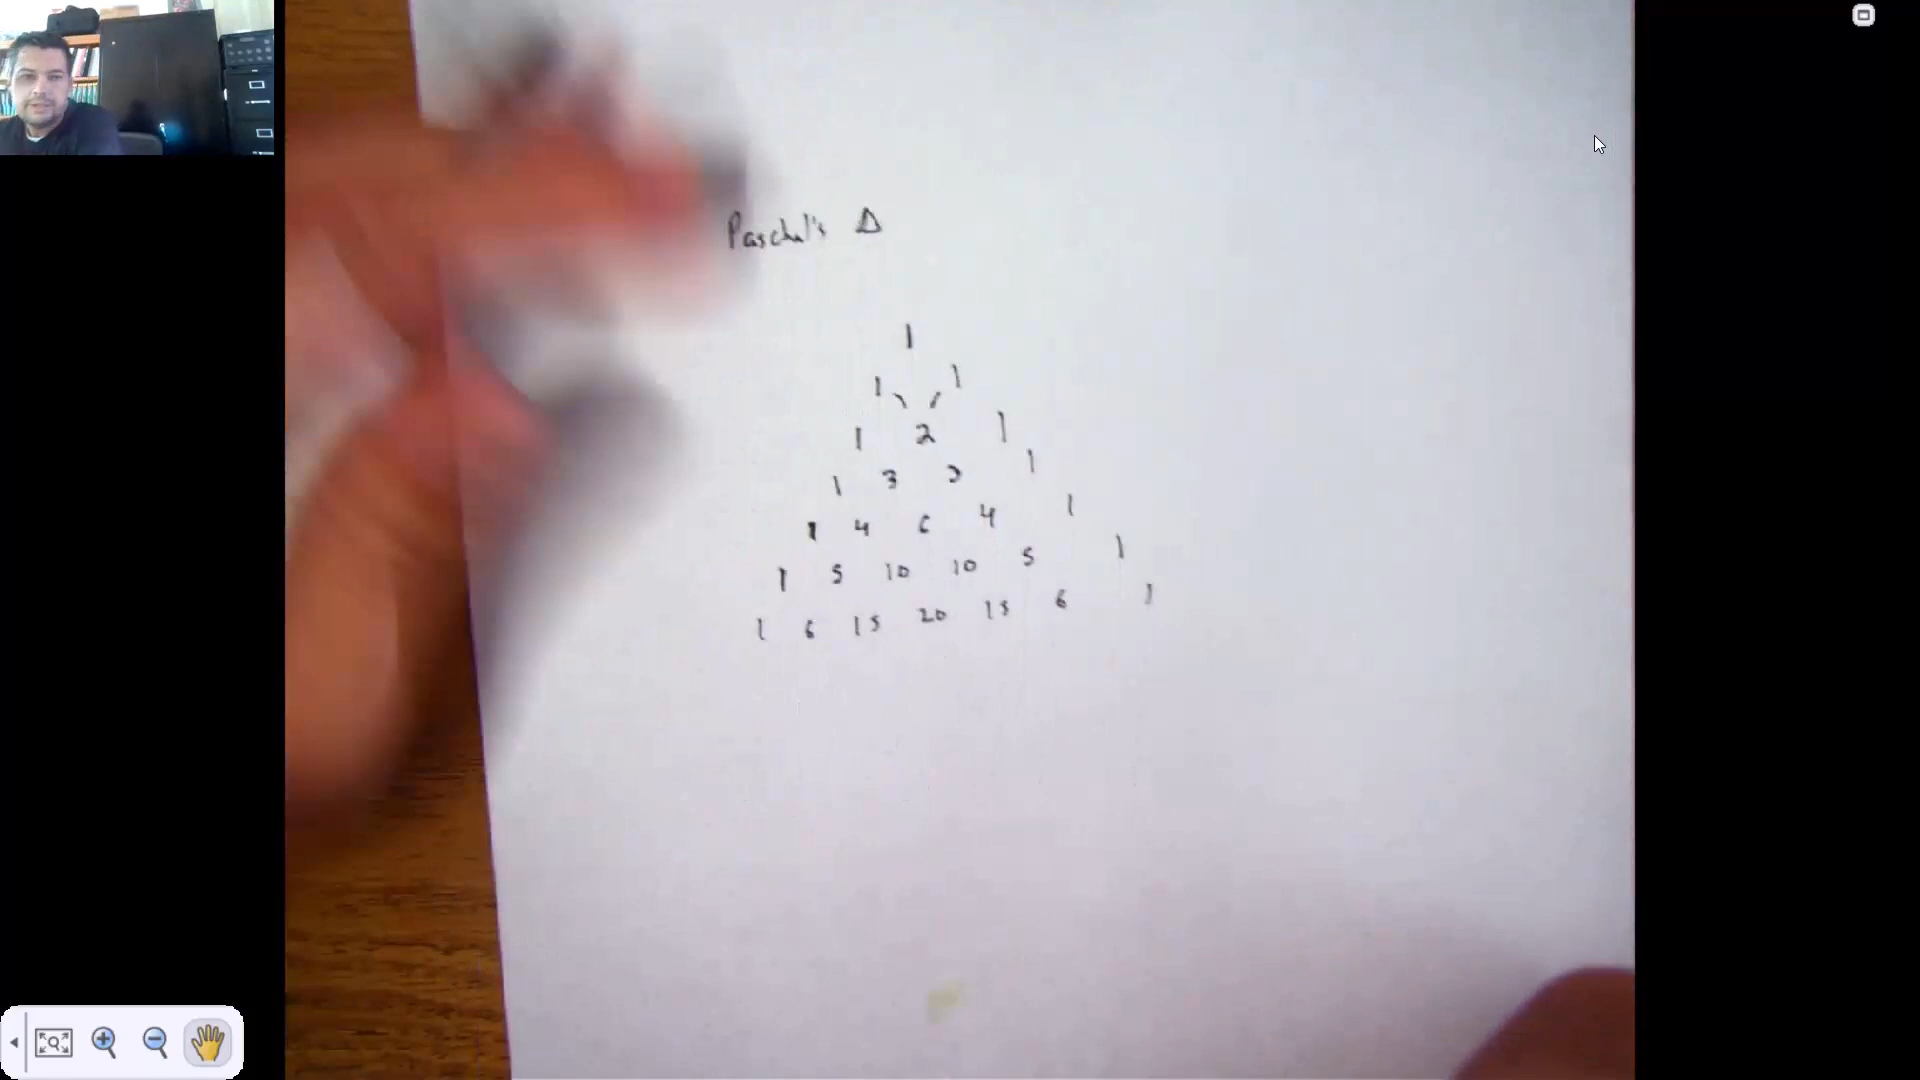 Paschal's Δ
1
1 1
1 2 1
1 3 3 1
1 4 6 4 1
1 5 10 10 5 1
1 6 15 20 15 6 1